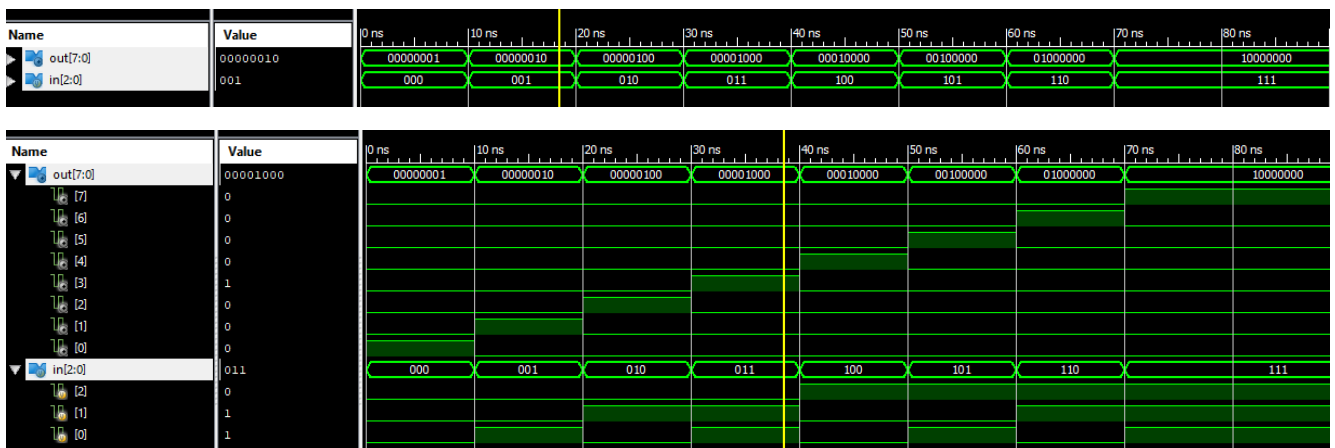 Name Value 0 ns 10 ns 20 ns 30 ns 40 ns 50 ns 60 ns 70 ns 80 ns
out[7:0] 00000010 00000001 00000010 00000100 00001000 00010000 00100000 01000000 10000000
in[2:0] 001 000 001 010 011 100 101 110 111
Name Value 0 ns 10 ns 20 ns 30 ns 40 ns 50 ns 60 ns 70 ns 80 ns
out[7:0] 00001000 00000001 00000010 00000100 00001000 00010000 00100000 01000000 10000000
[7] 0
[6] 0
[5] 0
[4] 0
[3] 1
[2] 0
[1] 0
[0] 0
in[2:0] 011 000 001 010 011 100 101 110 111
[2] 0
[1] 1
[0] 1